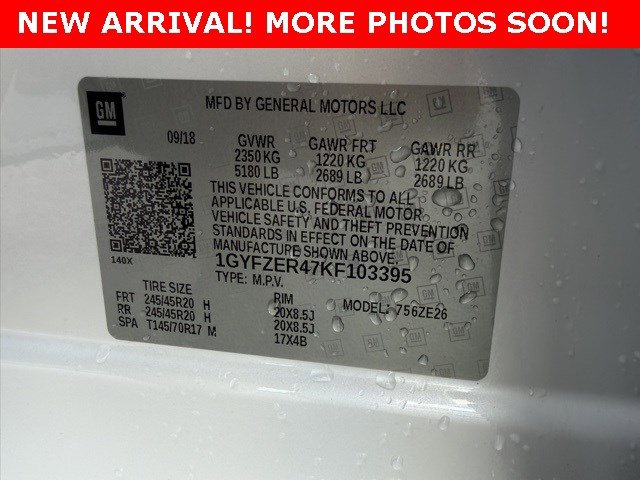 NEW ARRIVAL! MORE PHOTOS SOON!
GM
MFD BY GENERAL MOTORS LLC
09/18 GVWR GAWR FRT GAWR RR
2350 KG 1220 KG 1220 KG
5180 LB 2689 LB 2689 LB
THIS VEHICLE CONFORMS TO ALL
APPLICABLE U.S. FEDERAL MOTOR
VEHICLE SAFETY AND THEFT PREVENTION
STANDARDS IN EFFECT ON THE DATE OF
MANUFACTURE SHOWN ABOVE.
140X 1GYFZER47KF103395
TYPE: M.P.V.
TIRE SIZE RIM MODEL: 756ZE26
FRT 245/45R20 H 20X8.5J
RR 245/45R20 H 20X8.5J
SPA T145/70R17 M 17X4B